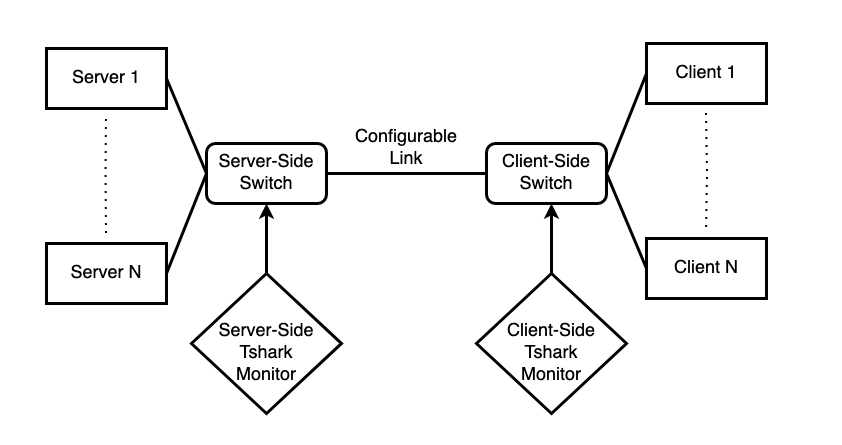 Server 1
Client 1
Configurable
Link
Server-Side
Switch
Client-Side
Switch
Server N
Client N
Server-Side
Tshark
Monitor
Client-Side
Tshark
Monitor